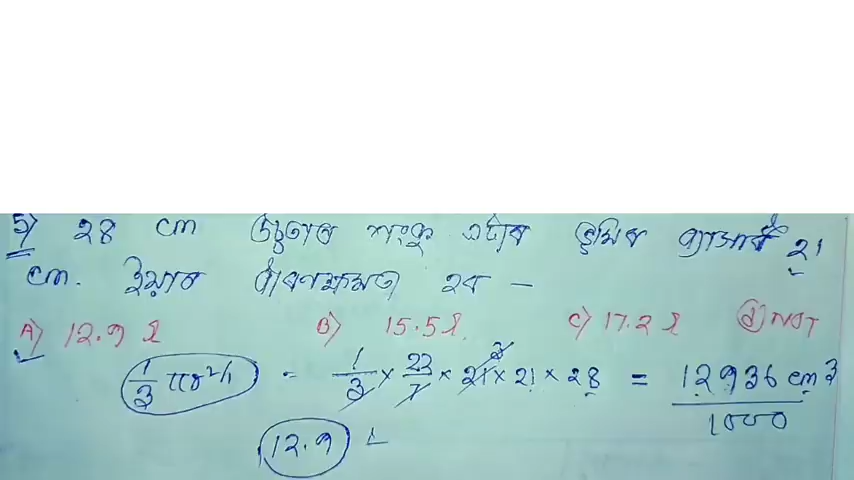 5) 28 cm উচ্চতাৰ শংকু এটাৰ ভূমিৰ ব্যাসাৰ্দ্ধ 21
cm. ইয়াৰ ধাৰণক্ষমতা হব —
A) 12.9 l B) 15.5 l. C) 17.2 l d) NOT
1/3 πr²h = 1/3 × 22/7 × 21 × 21 × 28 = 12936 cm³/1000
12.9 L